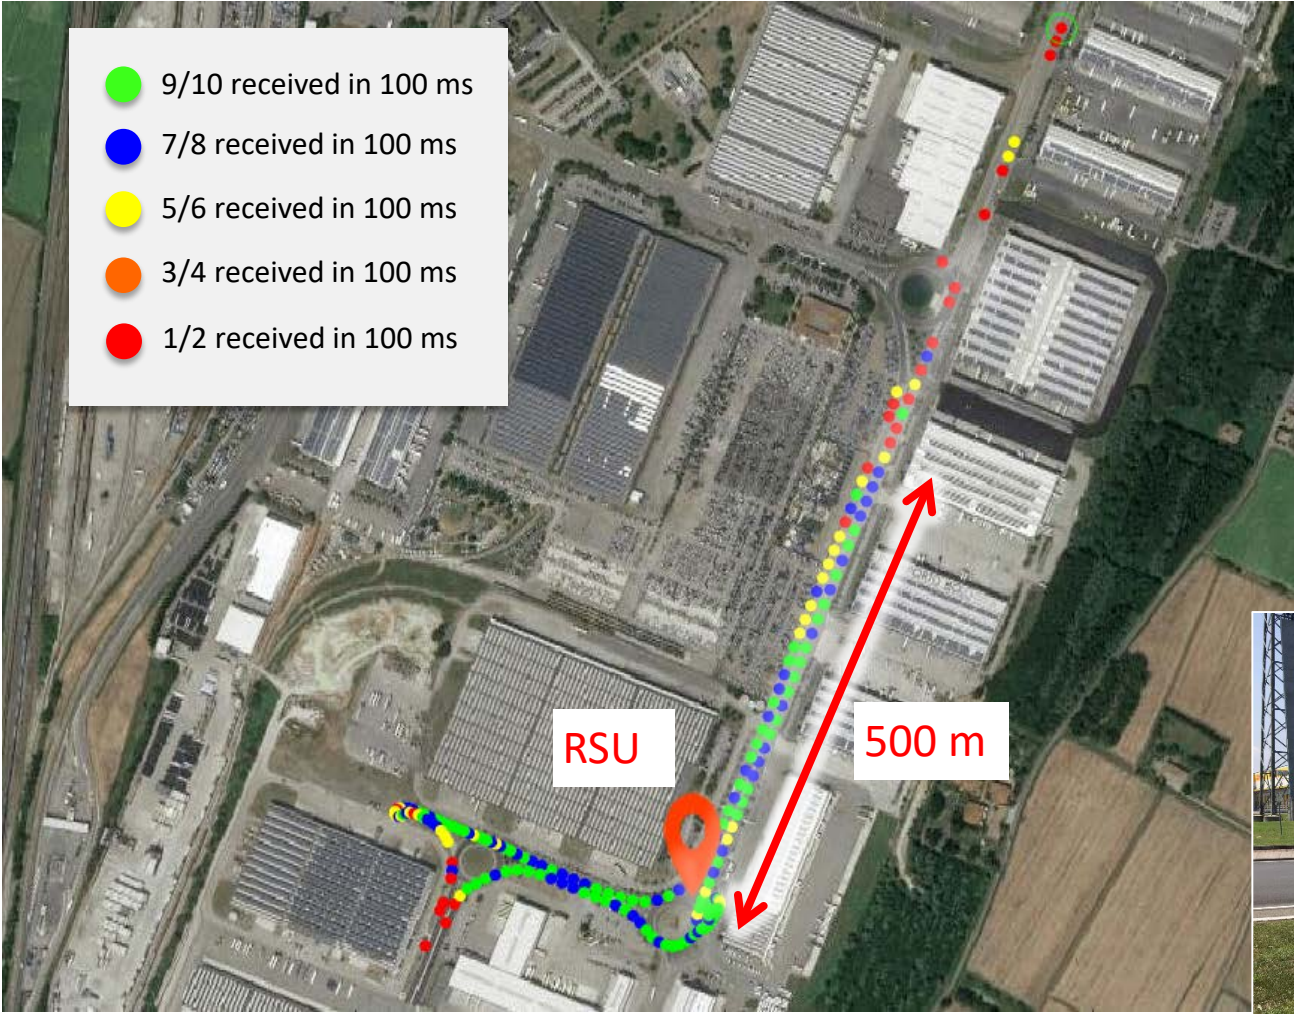 9/10 received in 100 ms
7/8 received in 100 ms
5/6 received in 100 ms
3/4 received in 100 ms
1/2 received in 100 ms
RSU
500 m